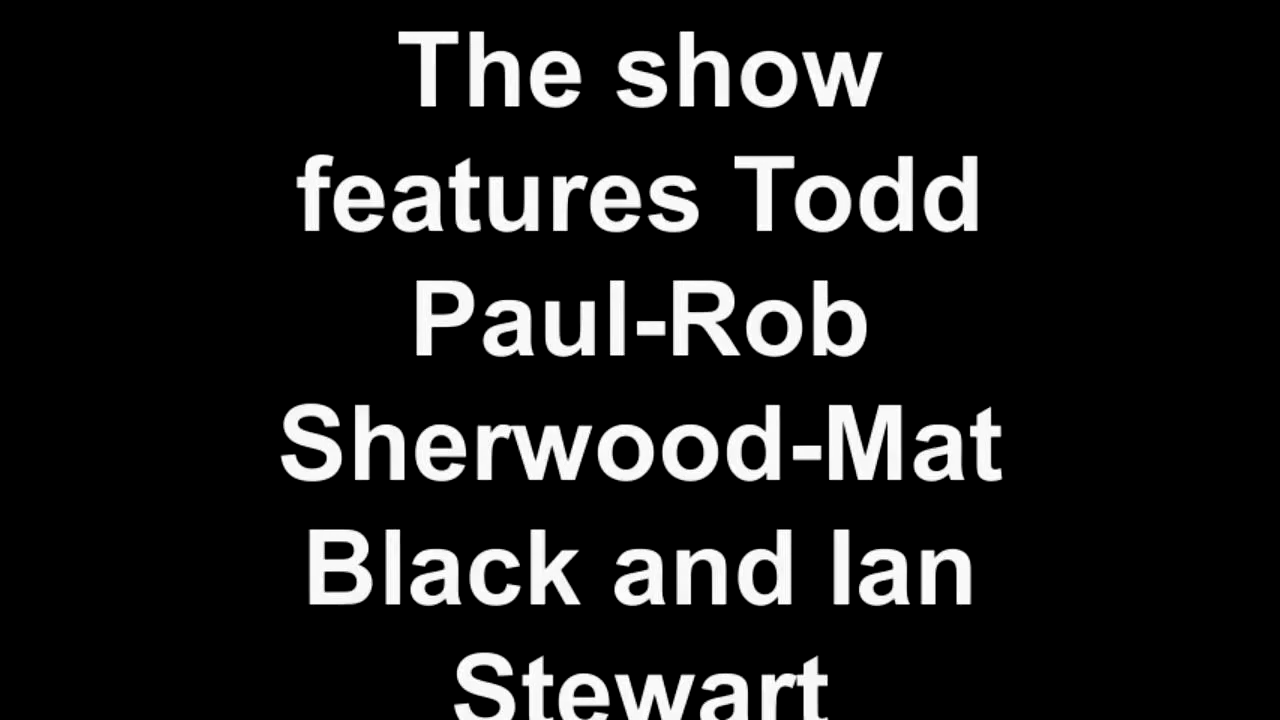 The show
features Todd
Paul-Rob
Sherwood-Mat
Black and Ian
Stewart